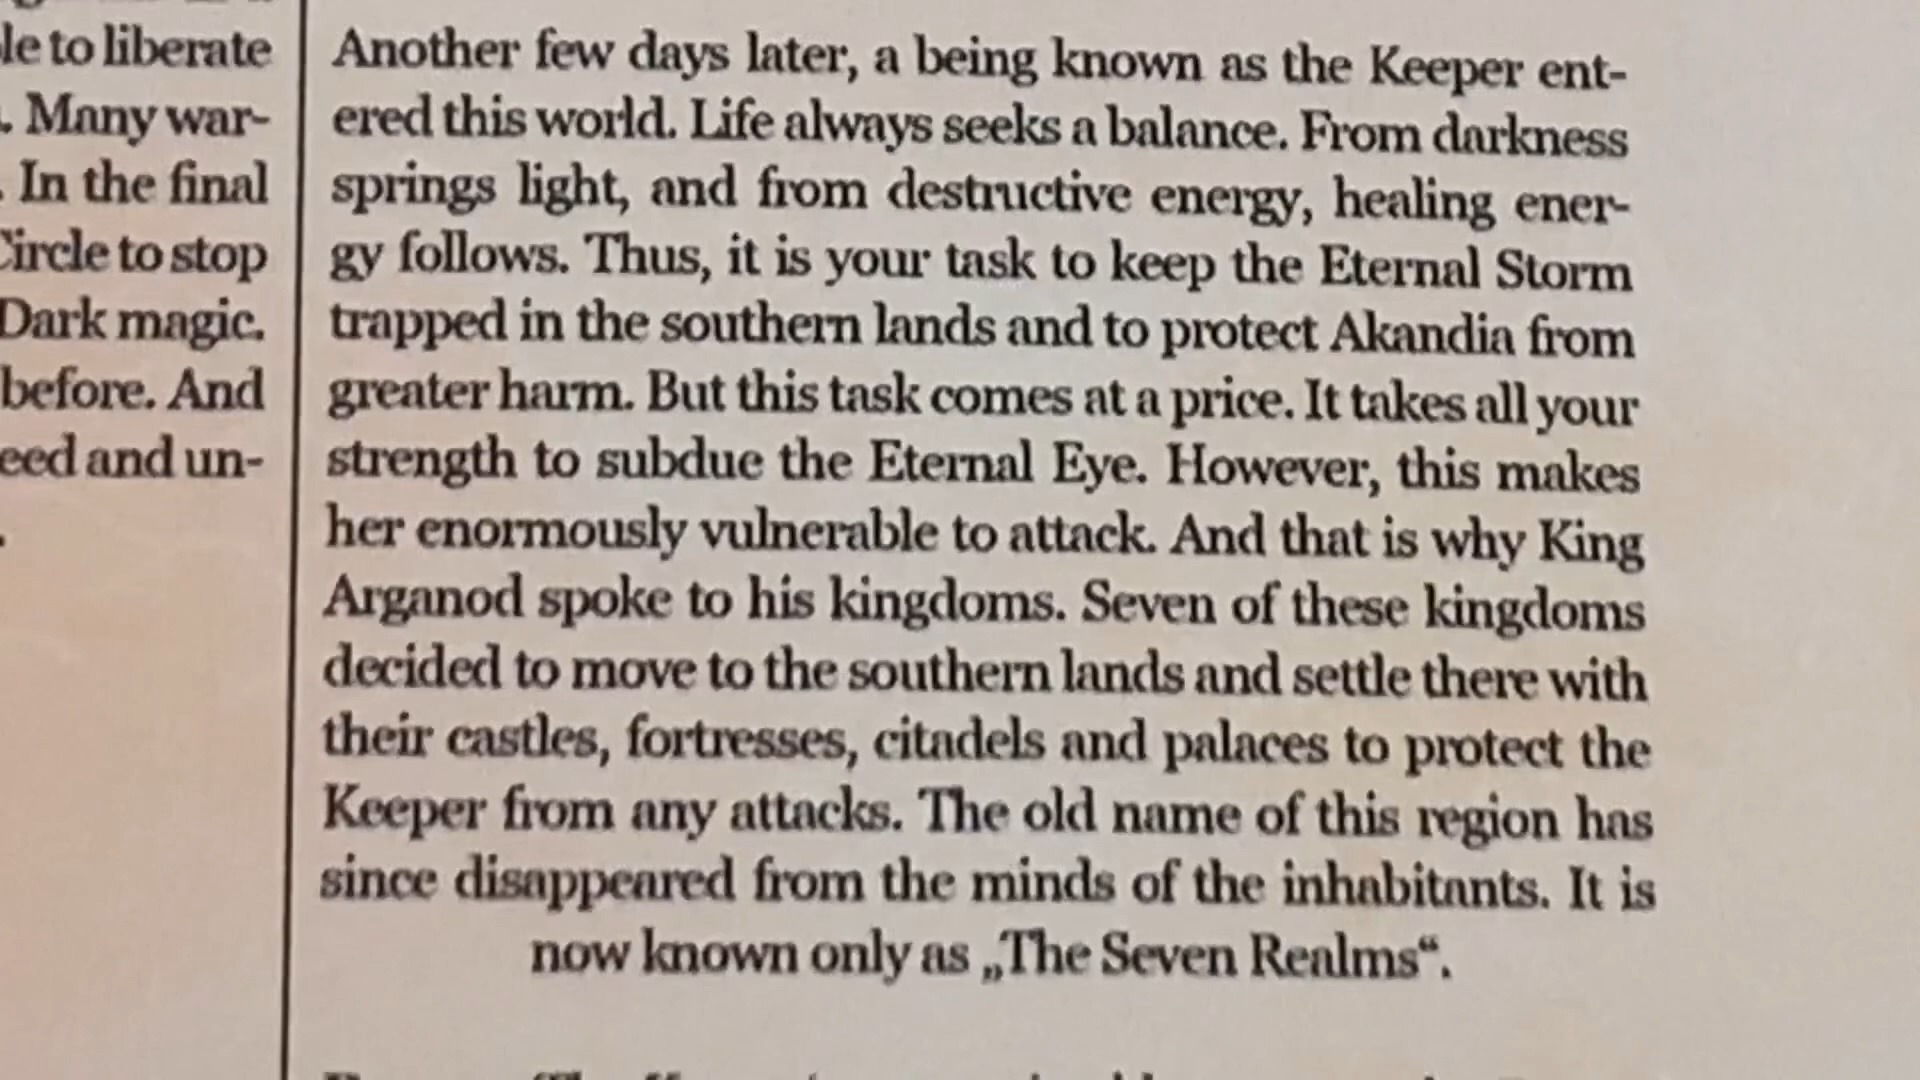 le to liberate
. Many war-
. In the final
Circle to stop
Dark magic.
before. And
eed and un-
.
Another few days later, a being known as the Keeper ent-
ered this world. Life always seeks a balance. From darkness
springs light, and from destructive energy, healing ener-
gy follows. Thus, it is your task to keep the Eternal Storm
trapped in the southern lands and to protect Akandia from
greater harm. But this task comes at a price. It takes all your
strength to subdue the Eternal Eye. However, this makes
her enormously vulnerable to attack. And that is why King
Arganod spoke to his kingdoms. Seven of these kingdoms
decided to move to the southern lands and settle there with
their castles, fortresses, citadels and palaces to protect the
Keeper from any attacks. The old name of this region has
since disappeared from the minds of the inhabitants. It is
now known only as „The Seven Realms“.